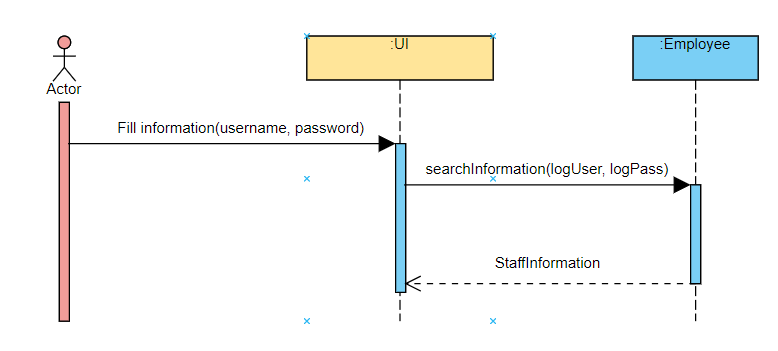 :UI
:Employee
Actor
Fill information(username, password)
searchInformation(logUser, logPass)
StaffInformation